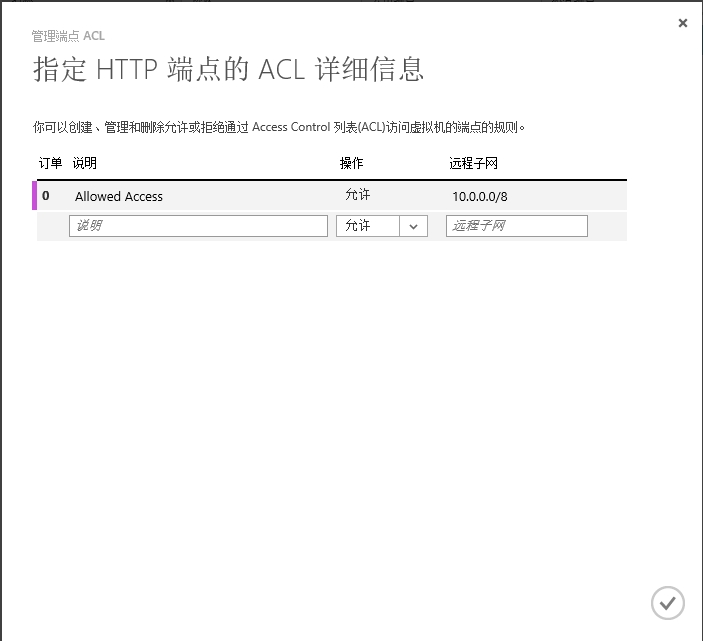 管理端点 ACL
指定 HTTP 端点的 ACL 详细信息
你可以创建、管理和删除允许或拒绝通过 Access Control 列表(ACL)访问虚拟机的端点的规则。
订单 说明 操作 远程子网
0 Allowed Access 允许 10.0.0.0/8
说明 允许 远程子网